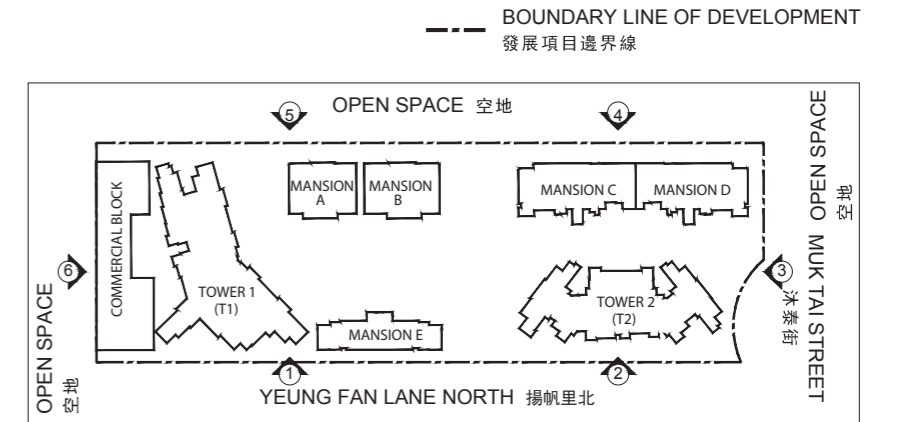 BOUNDARY LINE OF DEVELOPMENT
發展項目邊界線
5
OPEN SPACE 空地
4
MUK TAI STREET OPEN SPACE
沐泰街
空地
COMMERCIAL BLOCK
MANSION
A
MANSION
B
MANSION C
MANSION D
6
3
TOWER 1
(T1)
TOWER 2
(T2)
MANSION E
OPEN SPACE
空地
1
2
YEUNG FAN LANE NORTH 揚帆里北